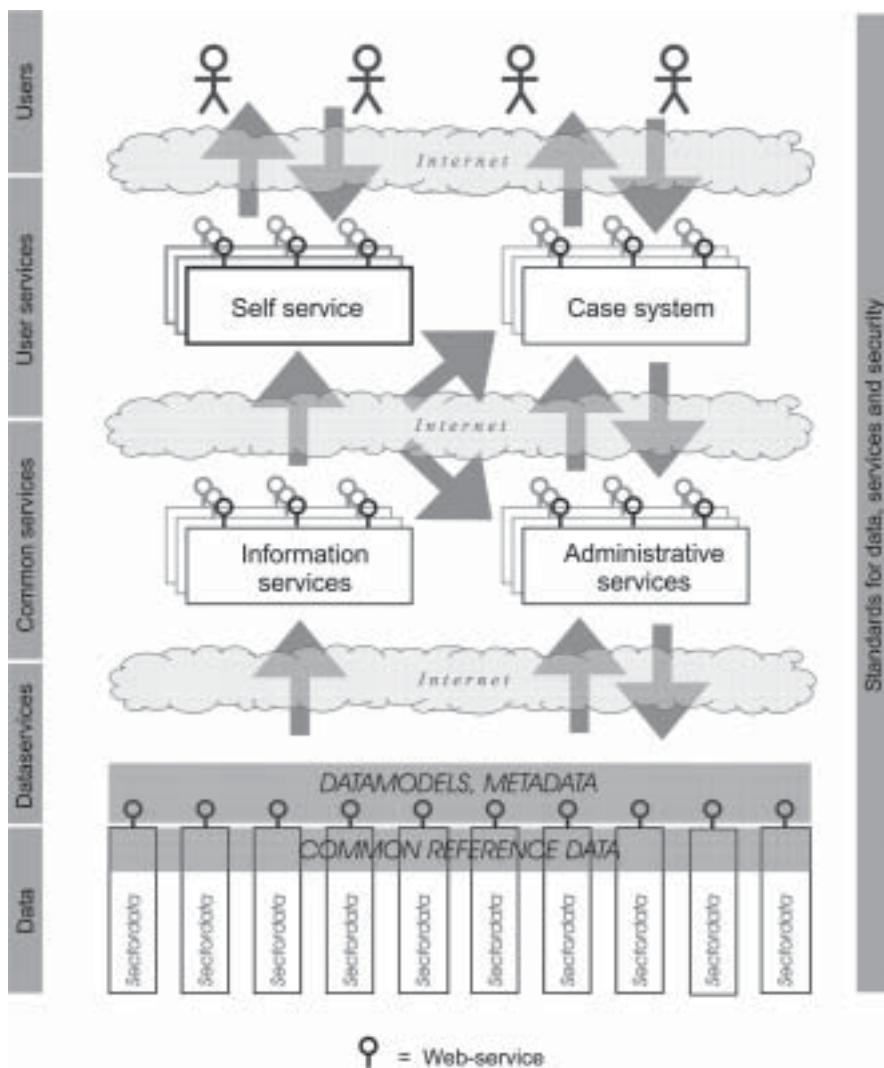 Users
Internet
User services
Self service
Case system
Internet
Common services
Information
services
Administrative
services
Internet
Dataservices
DATAMODELS, METADATA
Data
COMMON REFERENCE DATA
Sectordata
Sectordata
Sectordata
Sectordata
Sectordata
Sectordata
Sectordata
Sectordata
Sectordata
Sectordata
Standards for data, services and security
= Web-service